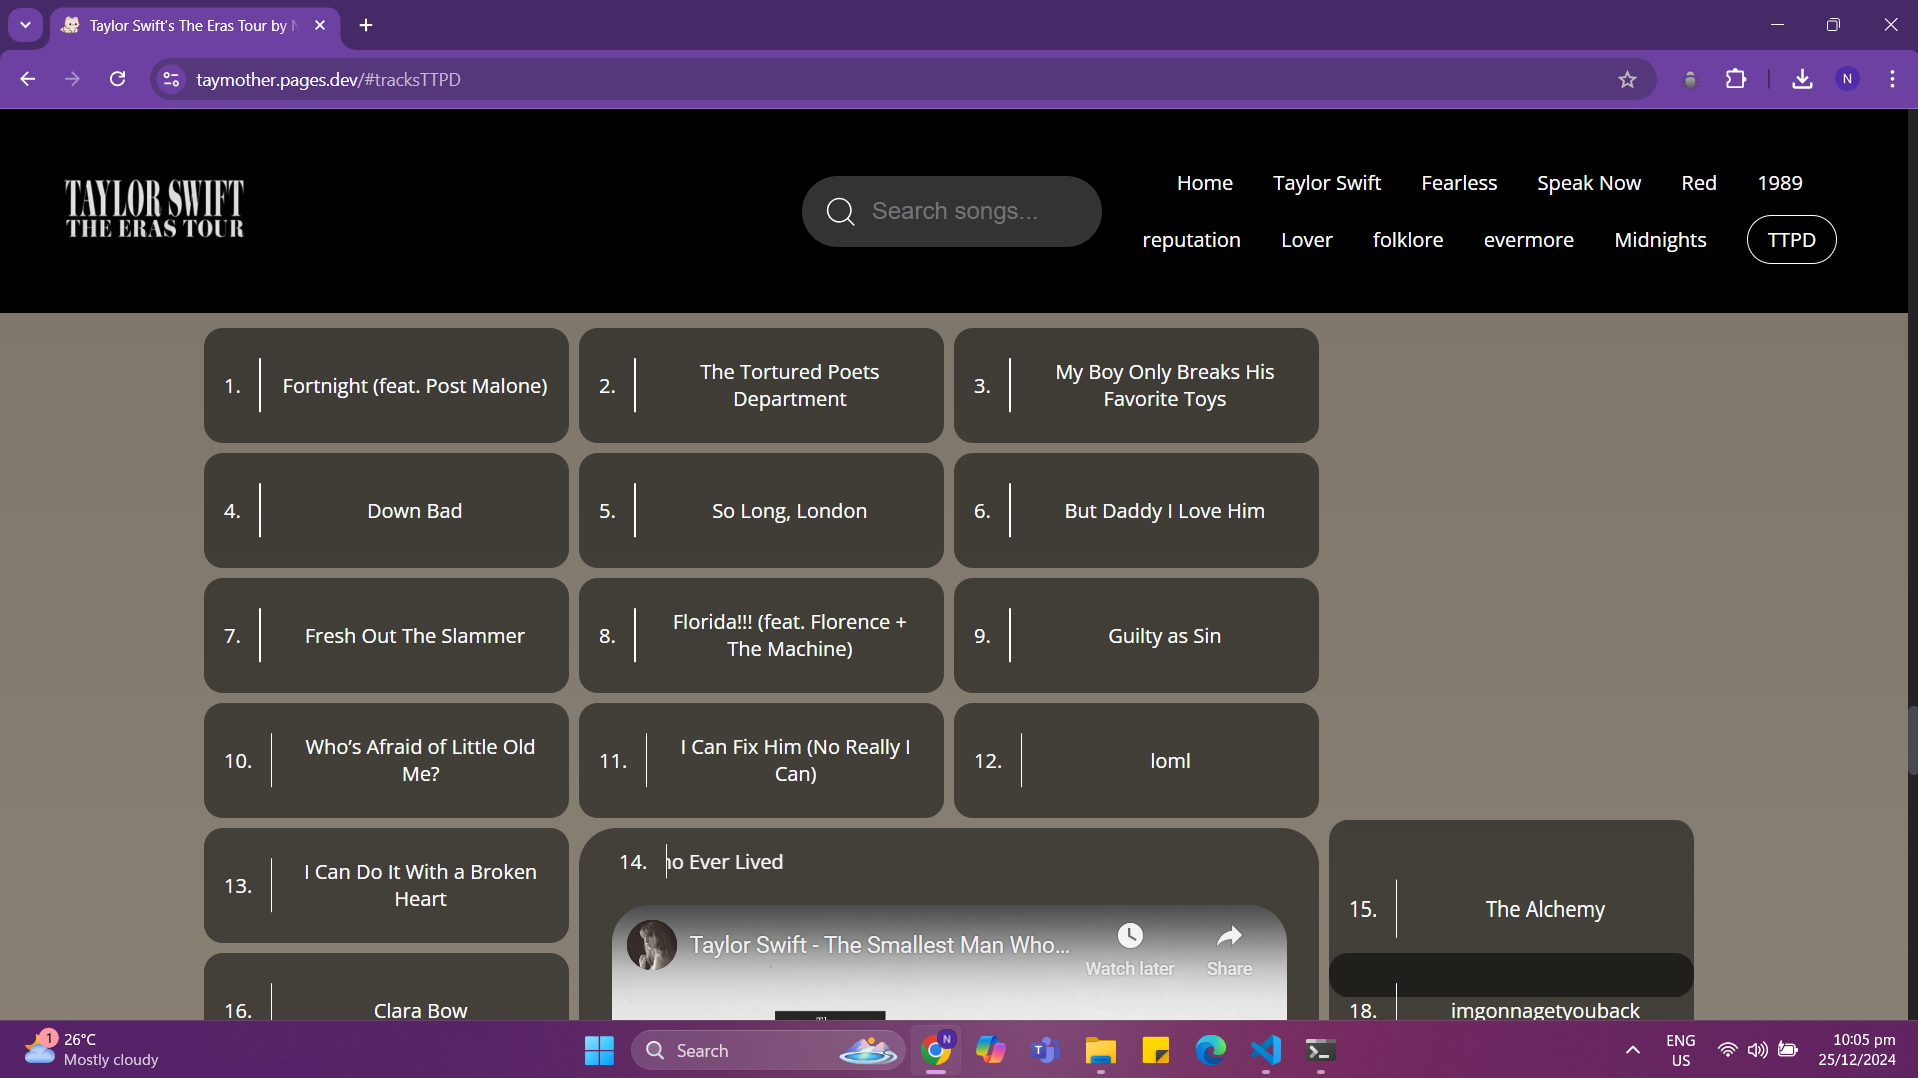 Taylor Swift's The Eras Tour by N
taymother.pages.dev/#tracksTTPD
N
TAYLOR SWIFT
THE ERAS TOUR
Search songs...
Home Taylor Swift Fearless Speak Now Red 1989
reputation Lover folklore evermore Midnights TTPD
1. Fortnight (feat. Post Malone)
2. The Tortured Poets
Department
3. My Boy Only Breaks His
Favorite Toys
4. Down Bad
5. So Long, London
6. But Daddy I Love Him
7. Fresh Out The Slammer
8. Florida!!! (feat. Florence +
The Machine)
9. Guilty as Sin
10. Who’s Afraid of Little Old
Me?
11. I Can Fix Him (No Really I
Can)
12. loml
13. I Can Do It With a Broken
Heart
14. ho Ever Lived
Taylor Swift - The Smallest Man Who...
Watch later
Share
15. The Alchemy
16. Clara Bow
18. imgonnagetyouback
1
26°C
Mostly cloudy
Search
N
ENG
US
10:05 pm
25/12/2024